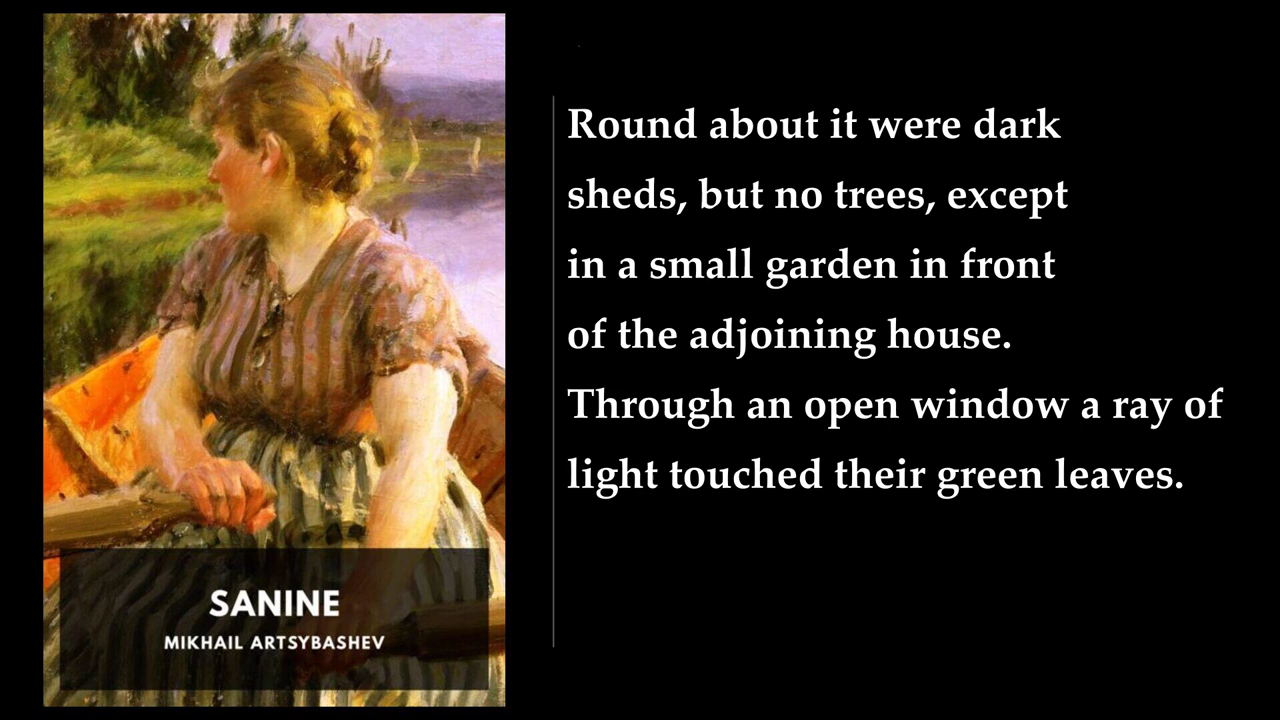 SANINE
MIKHAIL ARTSYBASHEV
Round about it were dark
sheds, but no trees, except
in a small garden in front
of the adjoining house.
Through an open window a ray of
light touched their green leaves.